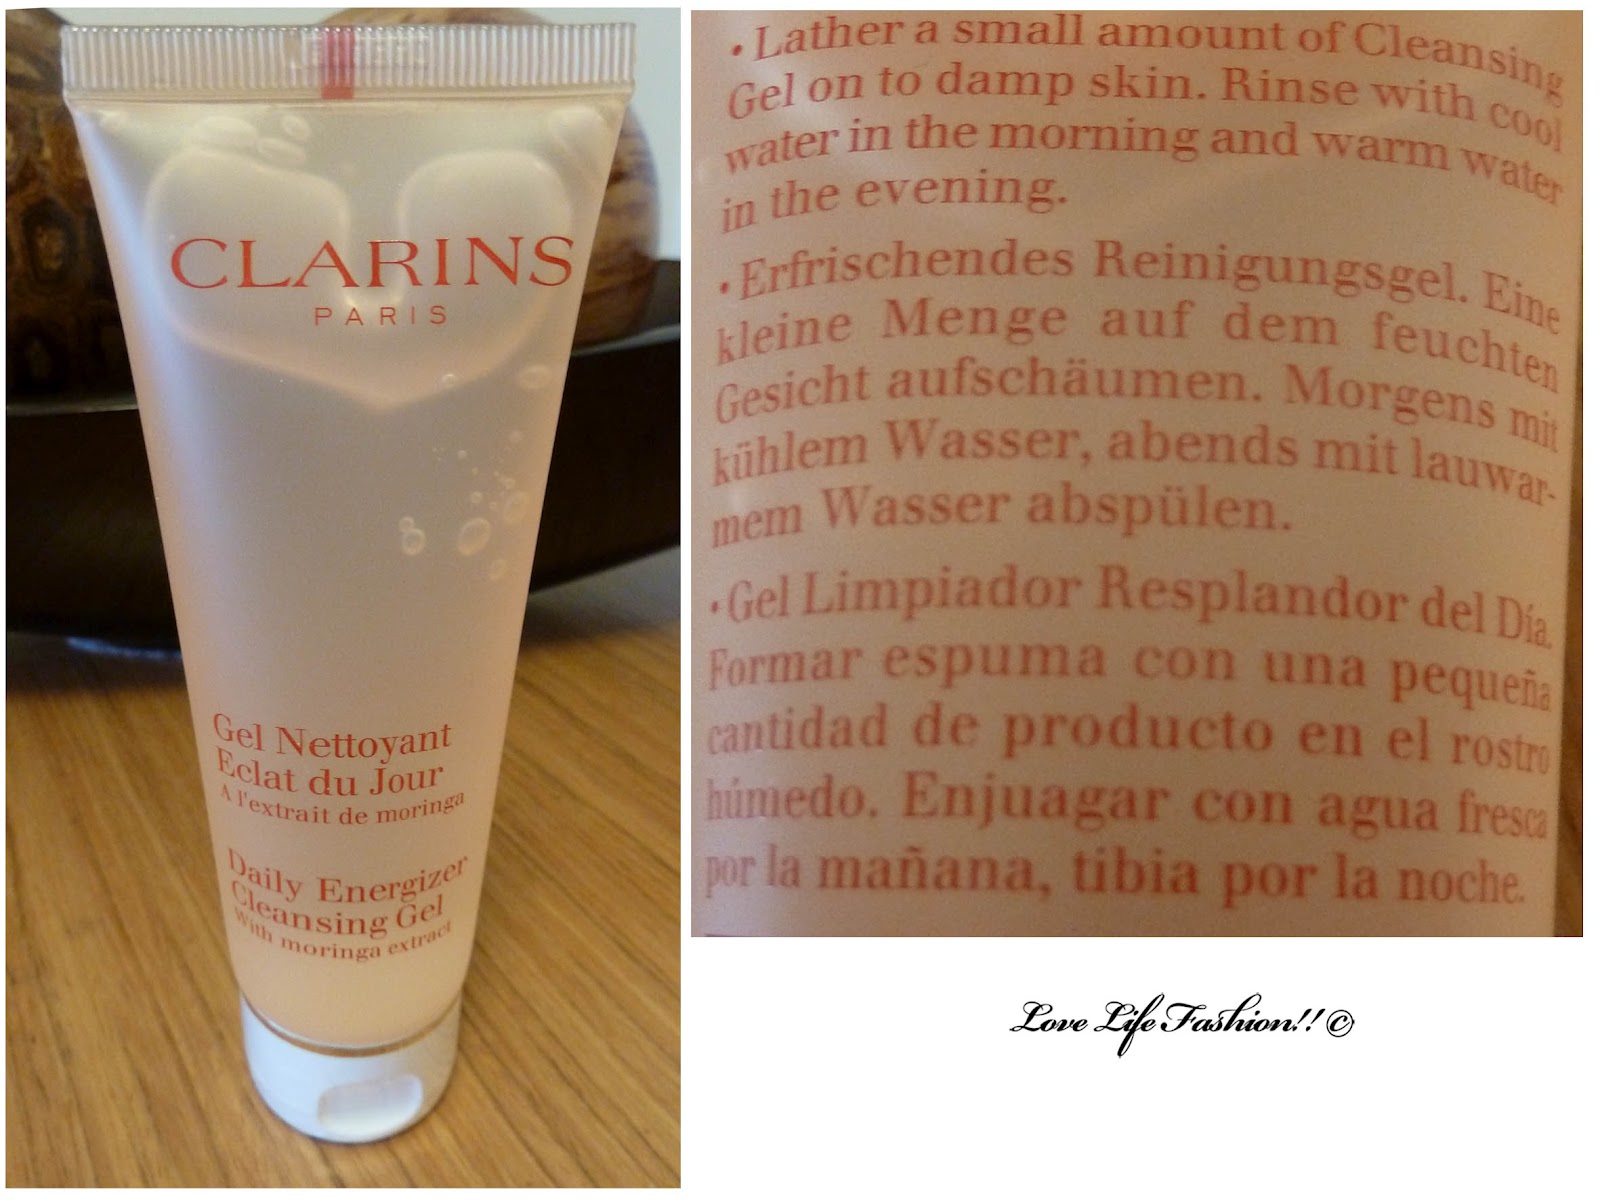 CLARINS
PARIS
Gel Nettoyant
Eclat du Jour
A l'extrait de moringa
Daily Energizer
Cleansing Gel
With moringa extract
• Lather a small amount of Cleansing
Gel on to damp skin. Rinse with cool
water in the morning and warm water
in the evening.
• Erfrischendes Reinigungsgel. Eine
kleine Menge auf dem feuchten
Gesicht aufschäumen. Morgens mit
kühlem Wasser, abends mit lauwar-
mem Wasser abspülen.
• Gel Limpiador Resplandor del Día.
Formar espuma con una pequeña
cantidad de producto en el rostro
húmedo. Enjuagar con agua fresca
por la mañana, tibia por la noche.
Love Life Fashion!! ©